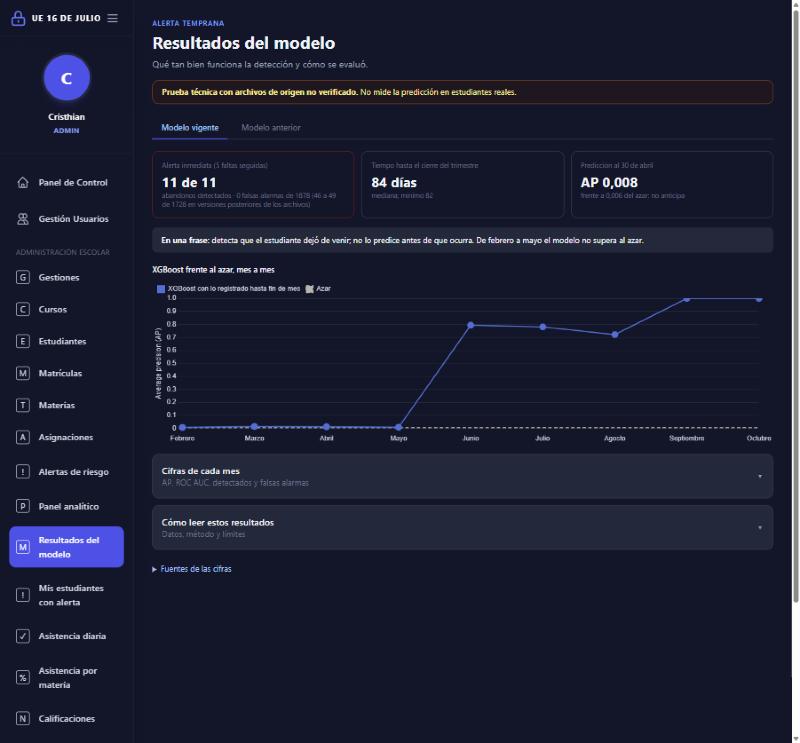 UE 16 DE JULIO
C
Cristhian
ADMIN
Panel de Control
Gestión Usuarios
ADMINISTRACIÓN ESCOLAR
G Gestiones
C Cursos
E Estudiantes
M Matrículas
T Materias
A Asignaciones
! Alertas de riesgo
P Panel analítico
M Resultados del
modelo
! Mis estudiantes
con alerta
✓ Asistencia diaria
% Asistencia por
materia
N Calificaciones
ALERTA TEMPRANA
Resultados del modelo
Qué tan bien funciona la detección y cómo se evaluó.
Prueba técnica con archivos de origen no verificado. No mide la predicción en estudiantes reales.
Modelo vigente
Modelo anterior
Alerta inmediata (5 faltas seguidas)
11 de 11
abandonos detectados · 0 falsas alarmas de 1878 (46 a 49
de 1728 en versiones posteriores de los archivos)
Tiempo hasta el cierre del trimestre
84 días
mediana; mínimo 82
Predicción al 30 de abril
AP 0,008
frente a 0,006 del azar: no anticipa
En una frase: detecta que el estudiante dejó de venir; no lo predice antes de que ocurra. De febrero a mayo el modelo no supera al azar.
XGBoost frente al azar, mes a mes
XGBoost con lo registrado hasta fin de mes
Azar
Average precision (AP)
1.0
0.9
0.8
0.7
0.6
0.5
0.4
0.3
0.2
0.1
0
Febrero
Marzo
Abril
Mayo
Junio
Julio
Agosto
Septiembre
Octubre
Cifras de cada mes
AP, ROC AUC, detectados y falsas alarmas
Cómo leer estos resultados
Datos, método y límites
Fuentes de las cifras